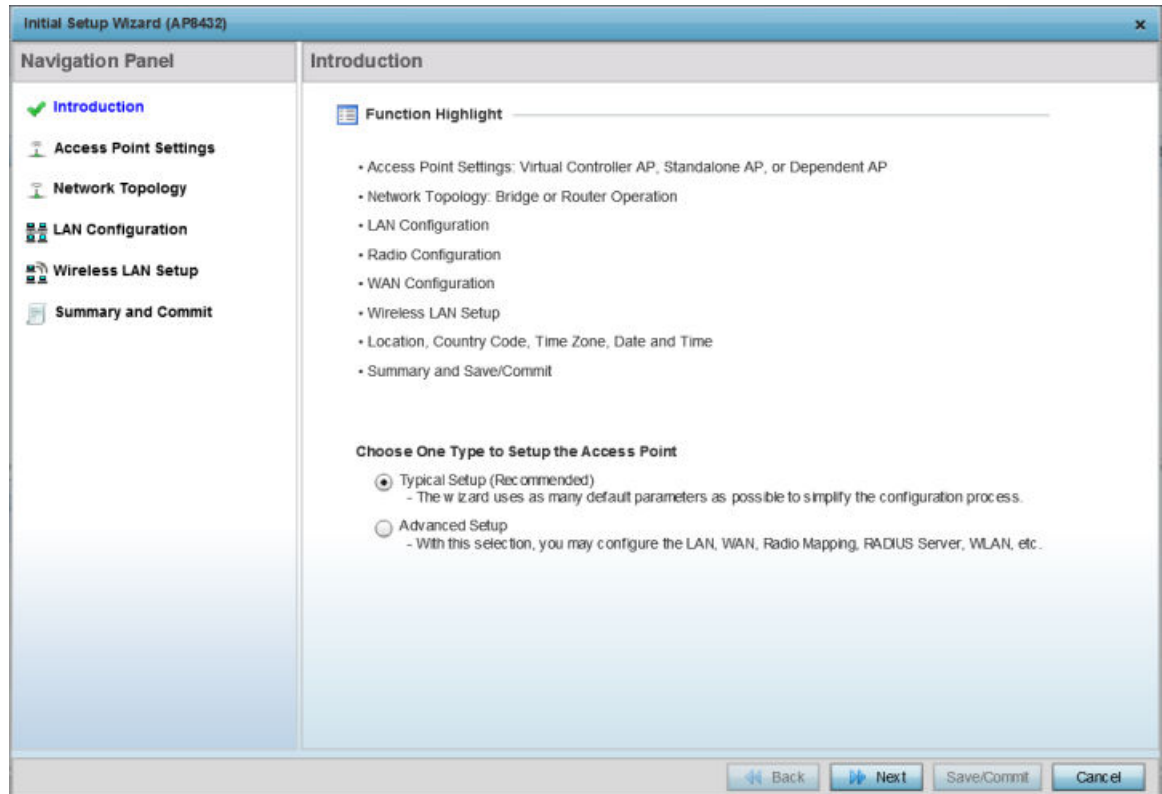 Initial Setup Wizard (AP8432)
×
Navigation Panel
Introduction
Access Point Settings
Network Topology
LAN Configuration
Wireless LAN Setup
Summary and Commit
Introduction
Function Highlight
• Access Point Settings: Virtual Controller AP, Standalone AP, or Dependent AP
• Network Topology: Bridge or Router Operation
• LAN Configuration
• Radio Configuration
• WAN Configuration
• Wireless LAN Setup
• Location, Country Code, Time Zone, Date and Time
• Summary and Save/Commit
Choose One Type to Setup the Access Point
Typical Setup (Recommended)
- The wizard uses as many default parameters as possible to simplify the configuration process.
Advanced Setup
- With this selection, you may configure the LAN, WAN, Radio Mapping, RADIUS Server, WLAN, etc.
Back
Next
Save/Commit
Cancel